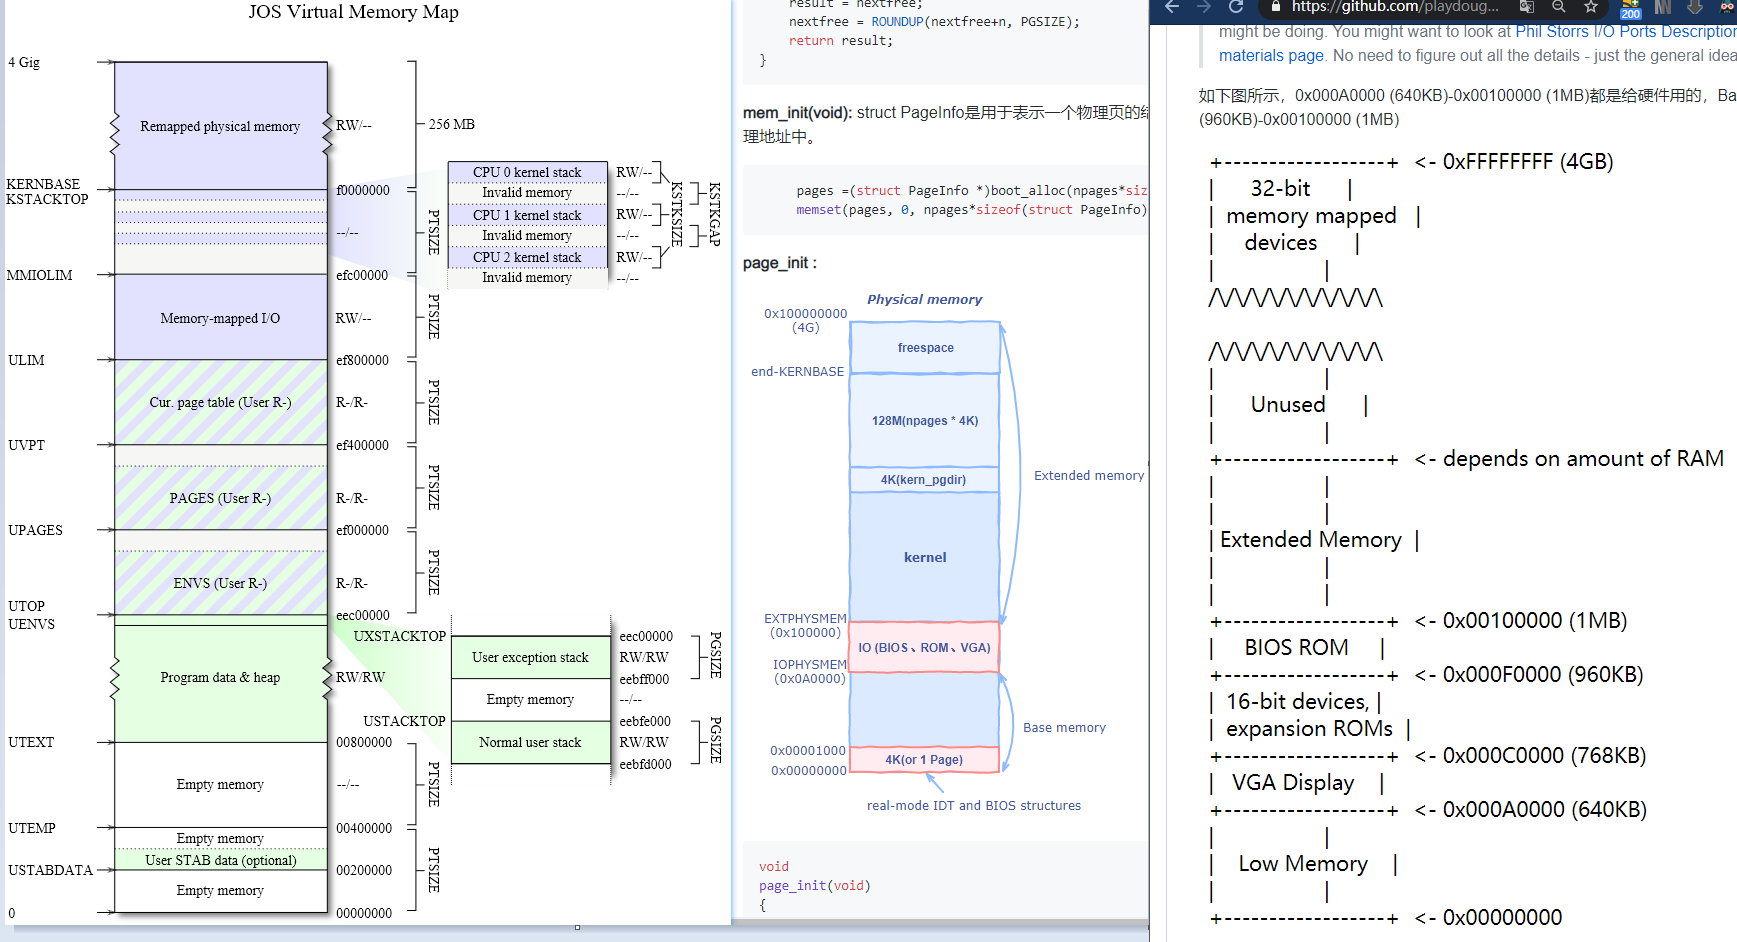 JOS Virtual Memory Map
4 Gig
Remapped physical memory
RW/--
256 MB
KERNBASE
KSTACKTOP
f0000000
--/--
PTSIZE
CPU 0 kernel stack
RW/--
Invalid memory
--/--
CPU 1 kernel stack
RW/--
Invalid memory
--/--
CPU 2 kernel stack
RW/--
Invalid memory
--/--
KSTKSIZE
KSTKGAP
MMIOLIM
efc00000
Memory-mapped I/O
RW/--
PTSIZE
ULIM
ef800000
Cur. page table (User R-)
R-/R-
PTSIZE
UVPT
ef400000
PAGES (User R-)
R-/R-
PTSIZE
UPAGES
ef000000
ENVS (User R-)
R-/R-
PTSIZE
UTOP
UENVS
eec00000
UXSTACKTOP
eec00000
User exception stack
RW/RW
PGSIZE
eebff000
Empty memory
--/--
USTACKTOP
eebfe000
Normal user stack
RW/RW
PGSIZE
eebfd000
Program data & heap
RW/RW
UTEXT
00800000
Empty memory
--/--
PTSIZE
UTEMP
00400000
Empty memory
User STAB data (optional)
PTSIZE
USTABDATA
00200000
Empty memory
0
00000000
result = nextfree;
nextfree = ROUNDUP(nextfree+n, PGSIZE);
return result;
}
mem_init(void): struct PageInfo是用于表示一个物理页的结
理地址中。
pages =(struct PageInfo *)boot_alloc(npages*siz
memset(pages, 0, npages*sizeof(struct PageInfo)
page_init :
Physical memory
0x100000000
(4G)
freespace
end-KERNBASE
128M(npages * 4K)
Extended memory
4K(kern_pgdir)
kernel
EXTPHYSMEM
(0x100000)
IO (BIOS、ROM、VGA)
IOPHYSMEM
(0x0A0000)
Base memory
0x00001000
4K(or 1 Page)
0x00000000
real-mode IDT and BIOS structures
void
page_init(void)
{
https://github.com/playdoug...
200
might be doing. You might want to look at Phil Storrs I/O Ports Description
materials page. No need to figure out all the details - just the general idea
如下图所示，0x000A0000 (640KB)-0x00100000 (1MB)都是给硬件用的，Ba
(960KB)-0x00100000 (1MB)
+------------------+ <- 0xFFFFFFFF (4GB)
| 32-bit |
| memory mapped |
| devices |
| |
/\/\/\/\/\/\/\/\/\/\
/\/\/\/\/\/\/\/\/\/\
| |
| Unused |
| |
+------------------+ <- depends on amount of RAM
| |
| |
| Extended Memory |
| |
| |
+------------------+ <- 0x00100000 (1MB)
| BIOS ROM |
+------------------+ <- 0x000F0000 (960KB)
| 16-bit devices, |
| expansion ROMs |
+------------------+ <- 0x000C0000 (768KB)
| VGA Display |
+------------------+ <- 0x000A0000 (640KB)
| |
| Low Memory |
| |
+------------------+ <- 0x00000000